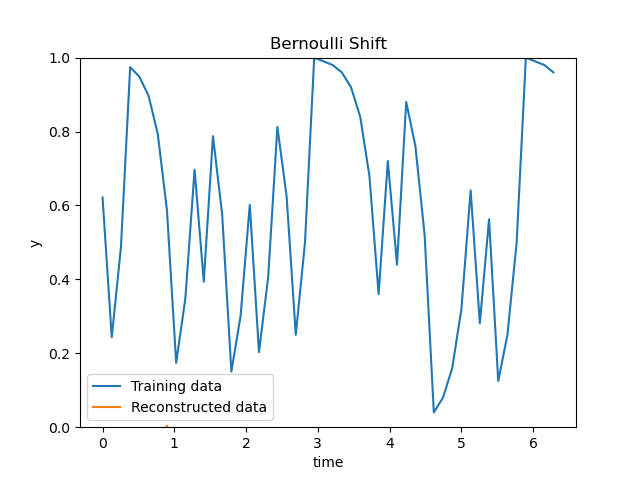 Bernoulli Shift
1.0
0.8
0.6
0.4
0.2
0.0
y
Training data
Reconstructed data
0 1 2 3 4 5 6
time